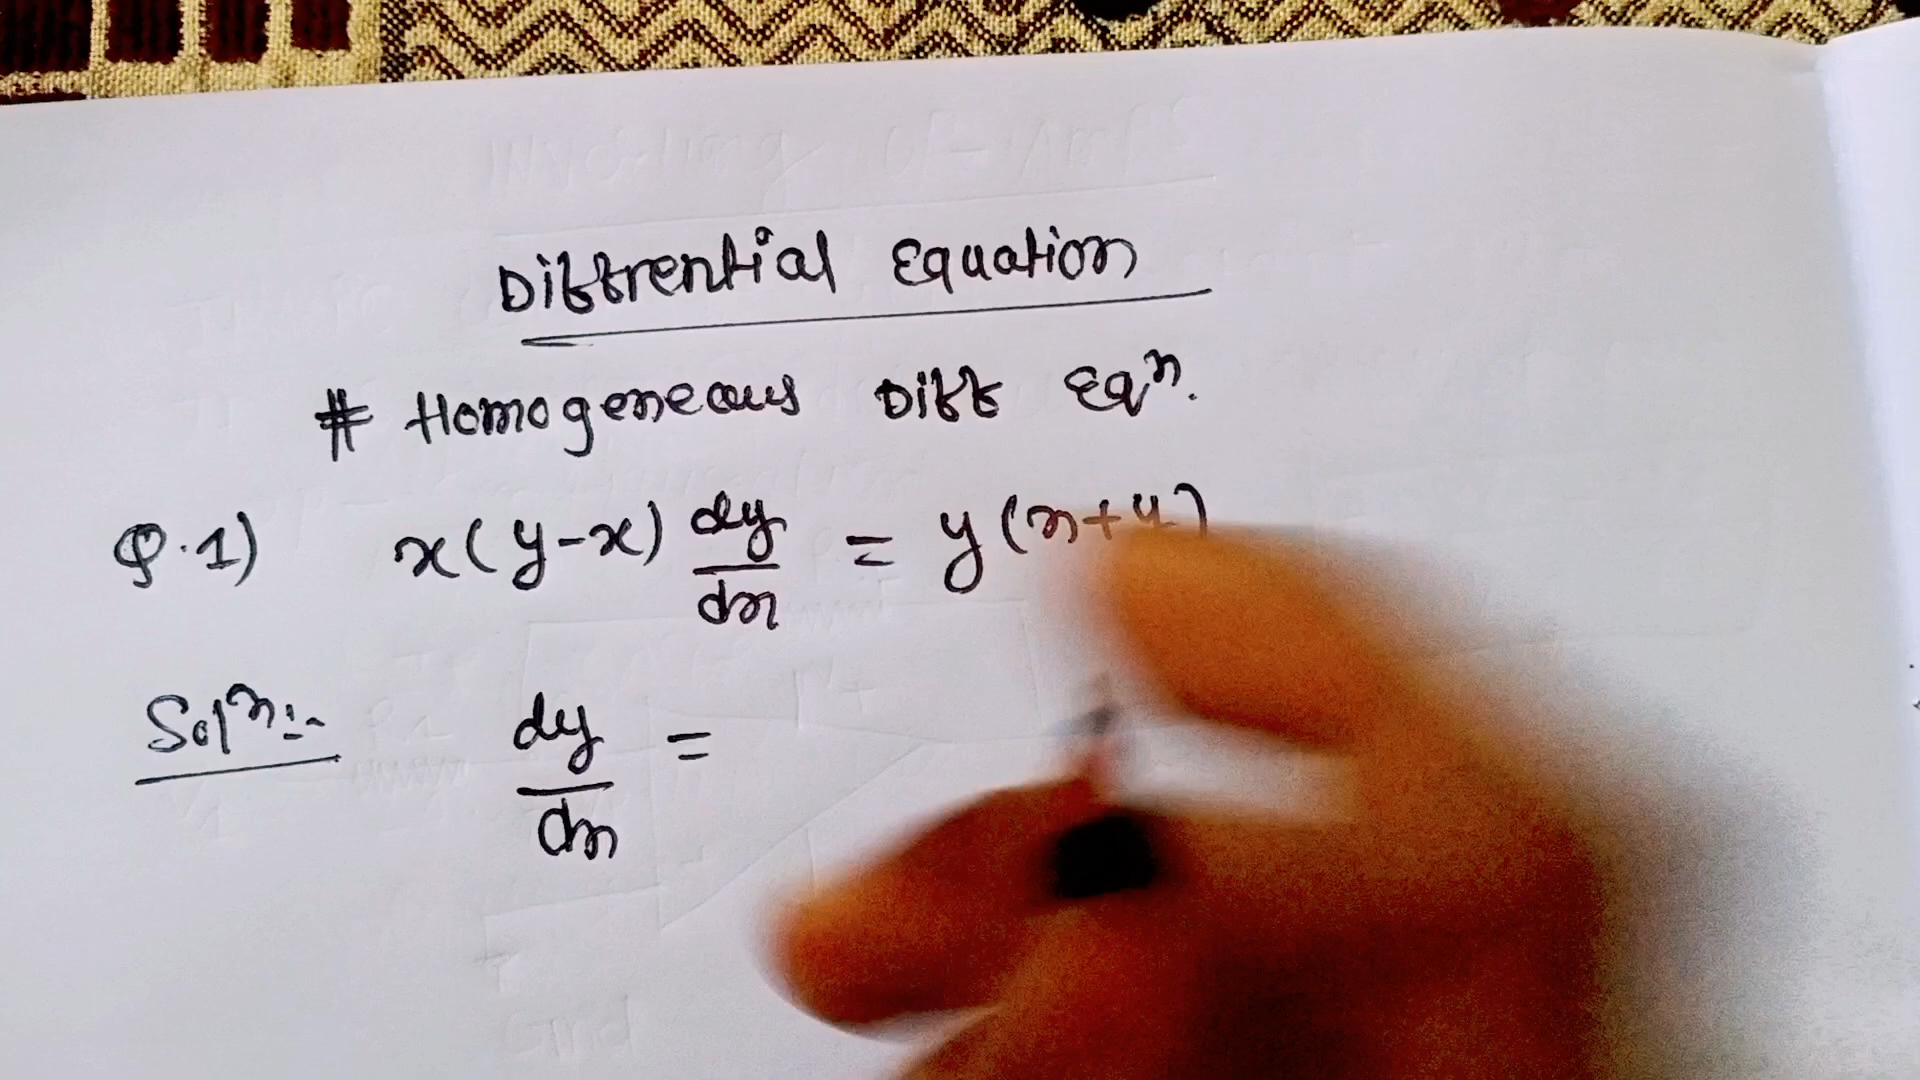 Diffrential Equation
# Homogeneous Diff Eqⁿ.
Q.1) x(y-x) dy/dx = y(x+y)
Solⁿ:- dy/dx =